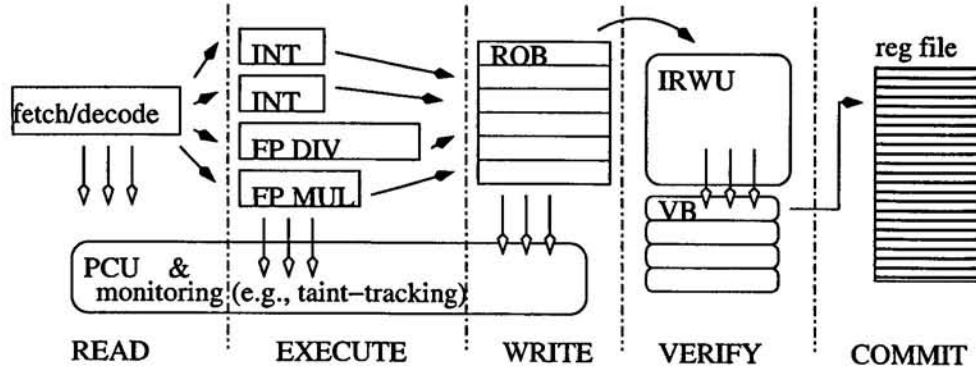 fetch/decode
INT
INT
FP DIV
FP MUL
ROB
IRWU
VB
reg file
PCU &
monitoring (e.g., taint-tracking)
READ
EXECUTE
WRITE
VERIFY
COMMIT